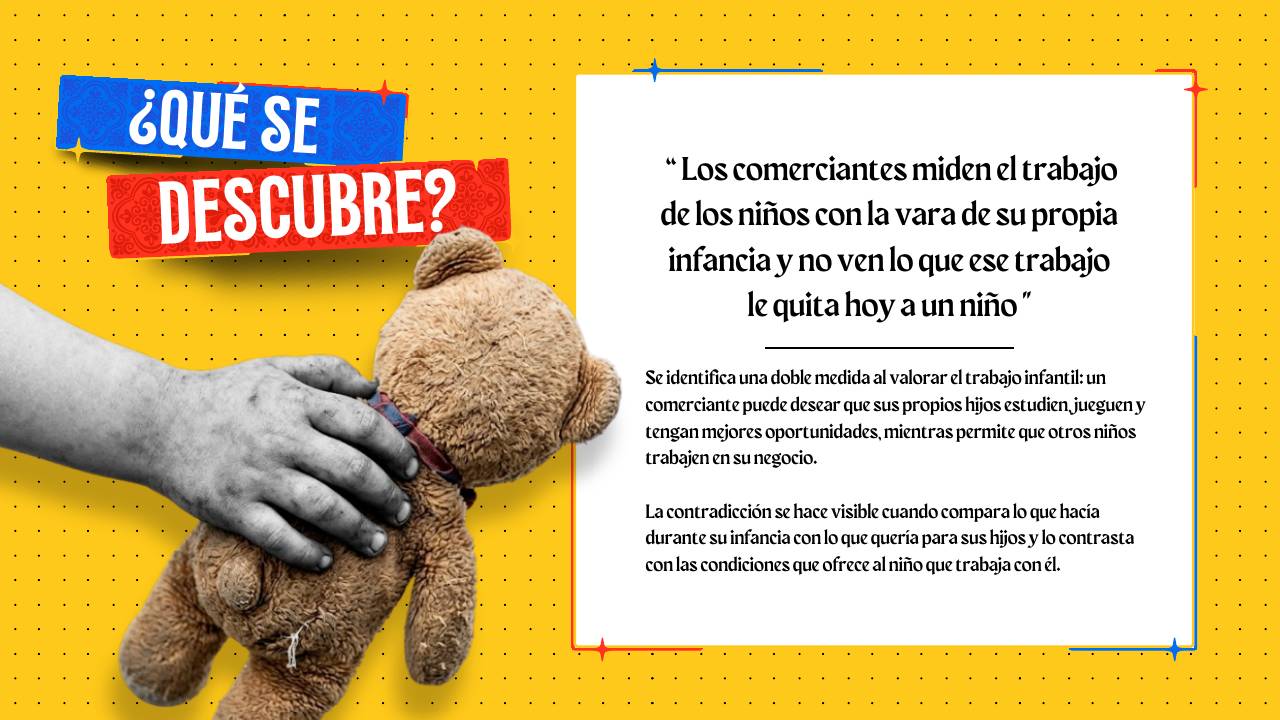 ¿QUÉ SE
DESCUBRE?
“ Los comerciantes miden el trabajo
de los niños con la vara de su propia
infancia y no ven lo que ese trabajo
le quita hoy a un niño "
Se identifica una doble medida al valorar el trabajo infantil: un
comerciante puede desear que sus propios hijos estudien, jueguen y
tengan mejores oportunidades, mientras permite que otros niños
trabajen en su negocio.
La contradicción se hace visible cuando compara lo que hacía
durante su infancia con lo que quería para sus hijos y lo contrasta
con las condiciones que ofrece al niño que trabaja con él.